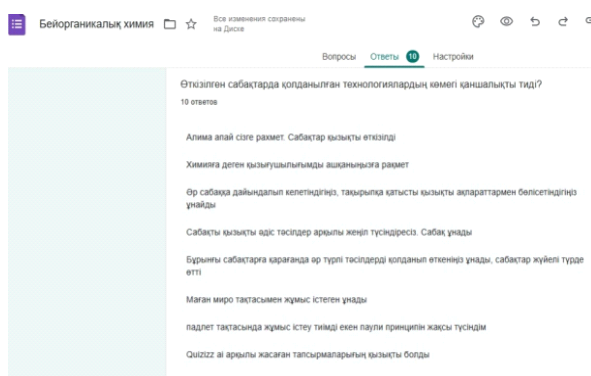 Бейорганикалық химия
Все изменения сохранены
на Диске
Вопросы Ответы 10 Настройки
Өткізілген сабақтарда қолданылған технологиялардың көмегі қаншалықты тиді?
10 ответов
Алима апай сізге рахмет. Сабақтар қызықты өткізілді
Химияға деген қызығушылығымды ашқаныңызға рақмет
Әр сабаққа дайындалып келетіндігіңіз, тақырыпқа қатысты қызықты ақпараттармен бөлісетіндігіңіз
ұнайды
Сабақты қызықты әдіс тәсілдер арқылы жеңіл түсіндіресіз. Сабақ ұнады
Бұрынғы сабақтарға қарағанда әр түрлі тәсілдерді қолданып өткеніңіз ұнады, сабақтар жүйелі түрде
өтті
Маған миро тақтасымен жұмыс істеген ұнады
падлет тақтасында жұмыс істеу тиімді екен паули принципін жақсы түсіндім
Quizizz ai арқылы жасаған тапсырмаларыңың қызықты болды